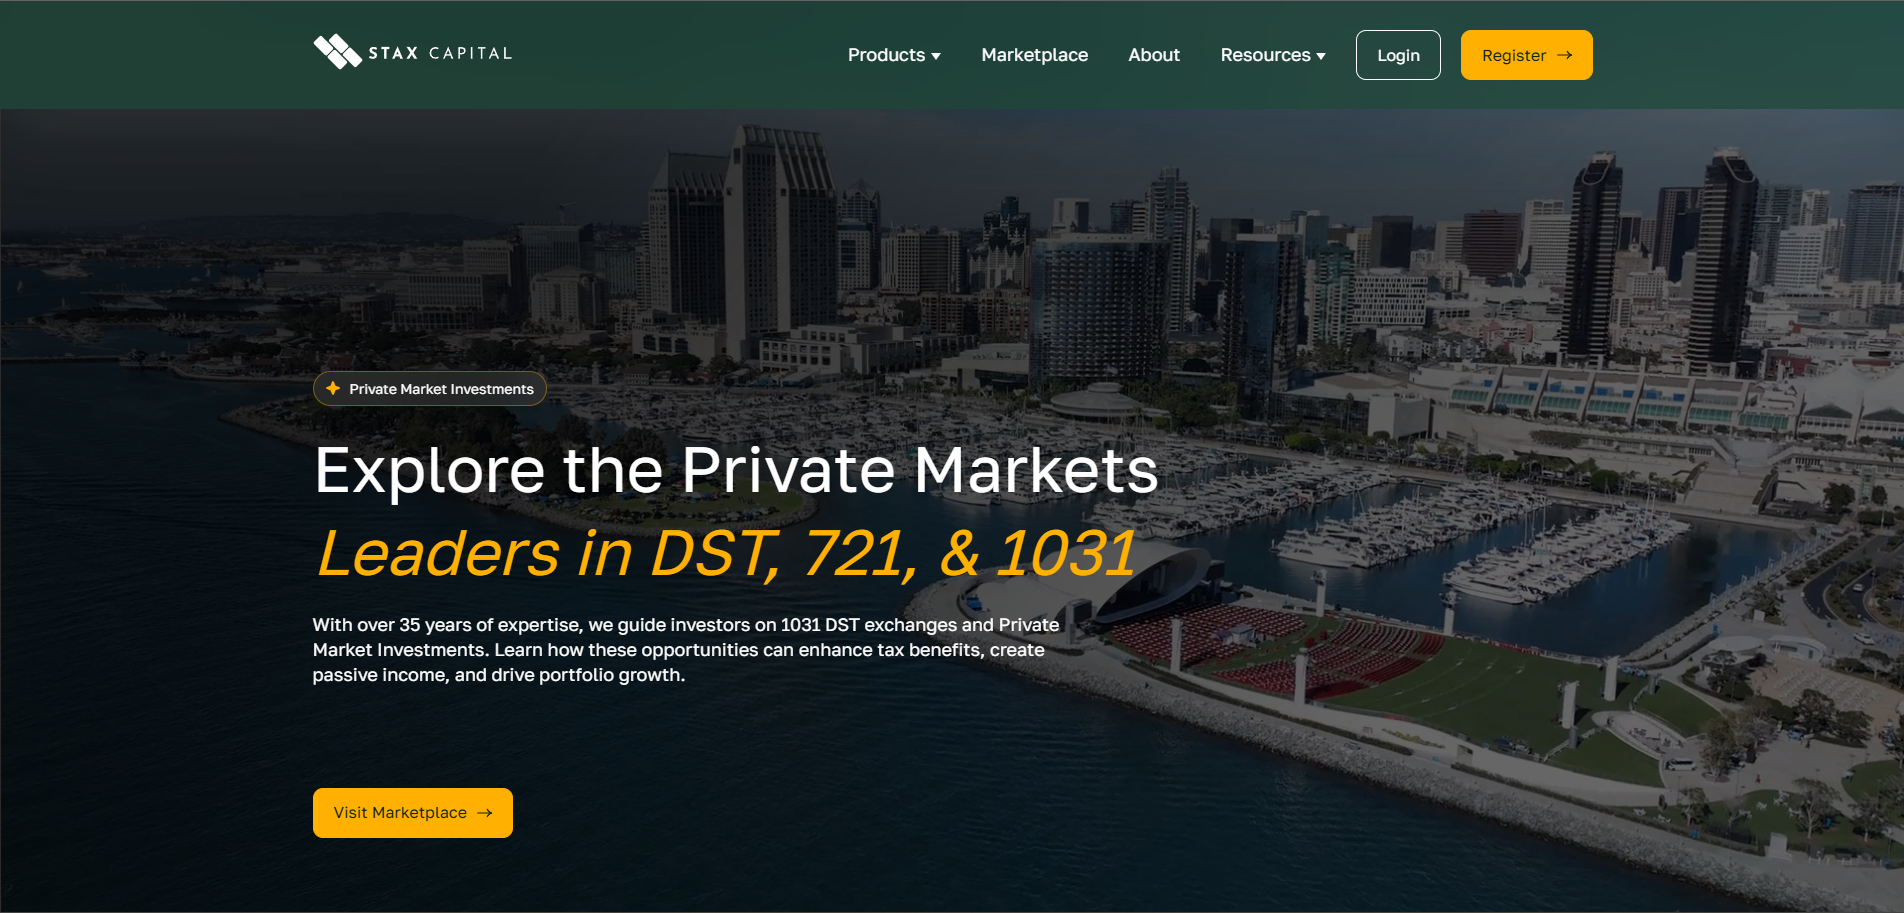 STAX CAPITAL
Products
Marketplace
About
Resources
Login
Register
Private Market Investments
Explore the Private Markets
Leaders in DST, 721, & 1031
With over 35 years of expertise, we guide investors on 1031 DST exchanges and Private
Market Investments. Learn how these opportunities can enhance tax benefits, create
passive income, and drive portfolio growth.
Visit Marketplace